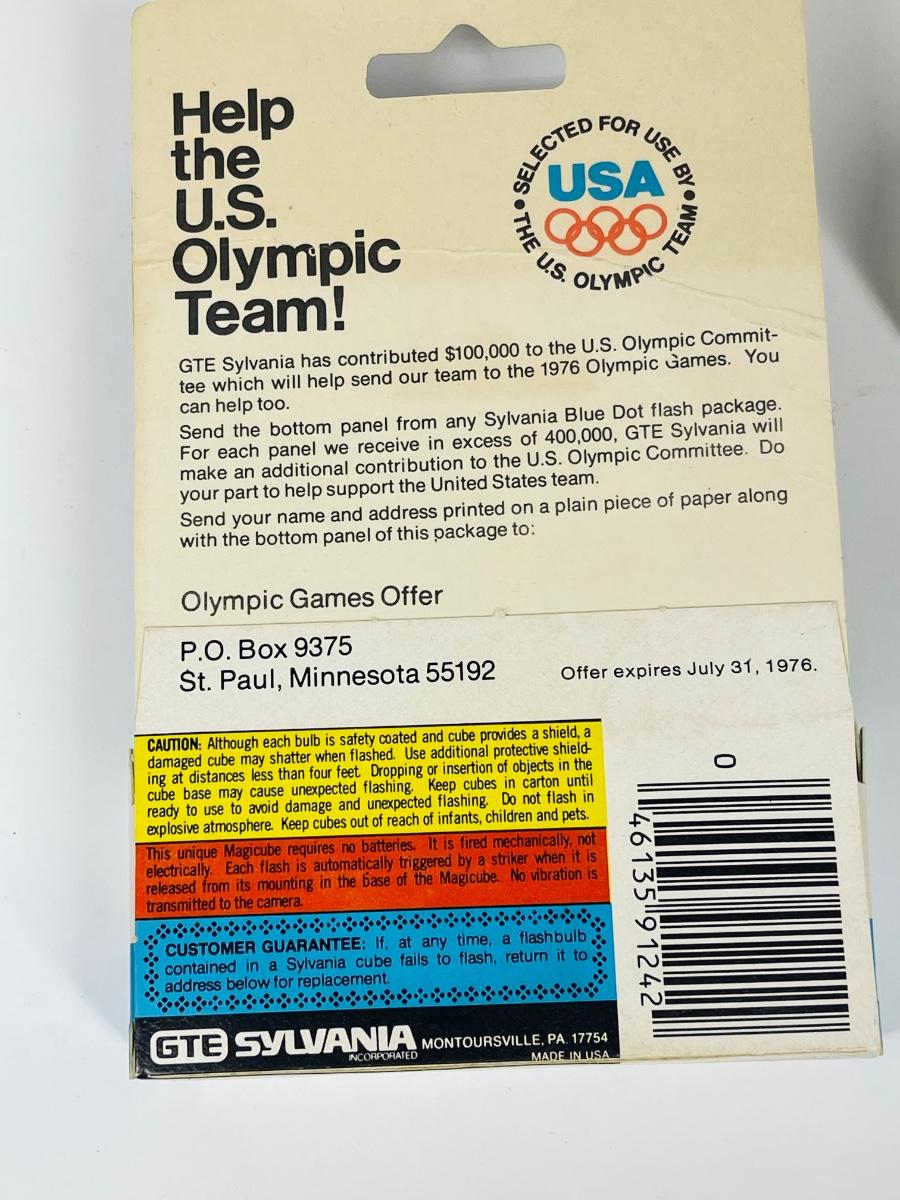 Help
the
U.S.
Olympic
Team!
• SELECTED FOR USE BY •
USA
THE U.S. OLYMPIC TEAM
GTE Sylvania has contributed $100,000 to the U.S. Olympic Commit-
tee which will help send our team to the 1976 Olympic Games. You
can help too.
Send the bottom panel from any Sylvania Blue Dot flash package.
For each panel we receive in excess of 400,000, GTE Sylvania will
make an additional contribution to the U.S. Olympic Committee. Do
your part to help support the United States team.
Send your name and address printed on a plain piece of paper along
with the bottom panel of this package to:
Olympic Games Offer
P.O. Box 9375
St. Paul, Minnesota 55192
Offer expires July 31, 1976.
CAUTION: Although each bulb is safety coated and cube provides a shield, a
damaged cube may shatter when flashed. Use additional protective shield-
ing at distances less than four feet. Dropping or insertion of objects in the
cube base may cause unexpected flashing. Keep cubes in carton until
ready to use to avoid damage and unexpected flashing. Do not flash in
explosive atmosphere. Keep cubes out of reach of infants, children and pets.
This unique Magicube requires no batteries. It is fired mechanically, not
electrically. Each flash is automatically triggered by a striker when it is
released from its mounting in the base of the Magicube. No vibration is
transmitted to the camera.
CUSTOMER GUARANTEE: If, at any time, a flashbulb
contained in a Sylvania cube fails to flash, return it to
address below for replacement.
GTE SYLVANIA
INCORPORATED
MONTOURSVILLE, PA. 17754
MADE IN USA
0
46135 91242